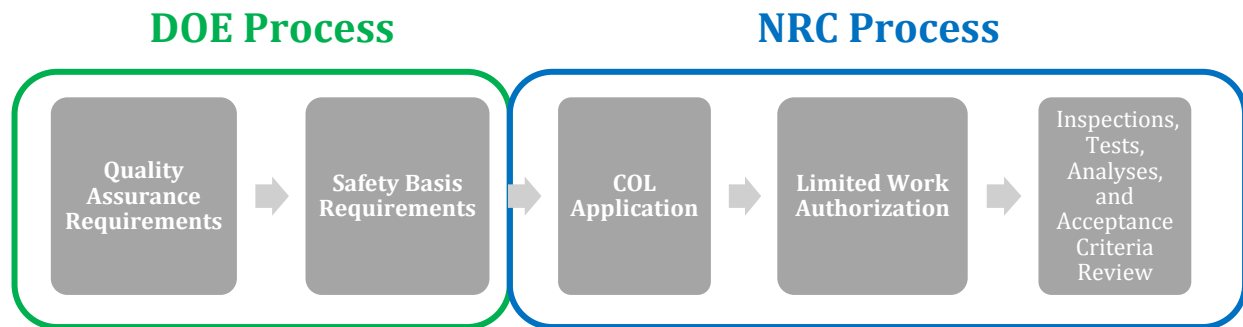 DOE Process
NRC Process
Quality
Assurance
Requirements
Safety Basis
Requirements
COL
Application
Limited Work
Authorization
Inspections,
Tests,
Analyses,
and
Acceptance
Criteria
Review